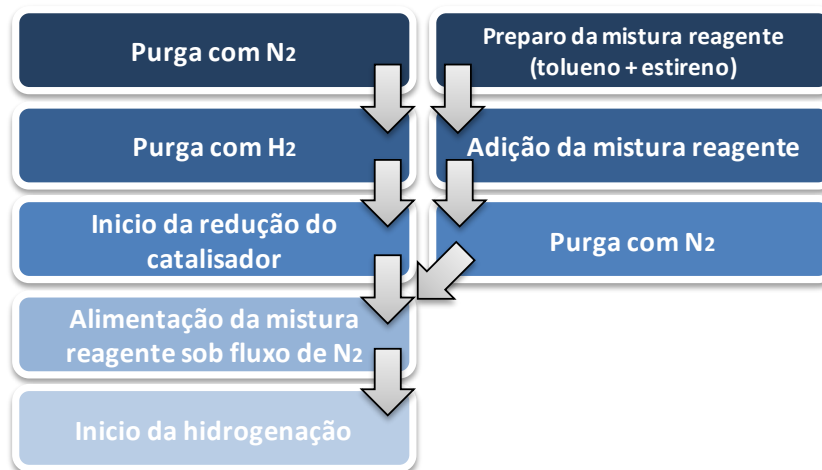 Purga com N2
Purga com H2
Inicio da redução do
catalisador
Alimentação da mistura
reagente sob fluxo de N2
Inicio da hidrogenação
Preparo da mistura reagente
(tolueno + estireno)
Adição da mistura reagente
Purga com N2